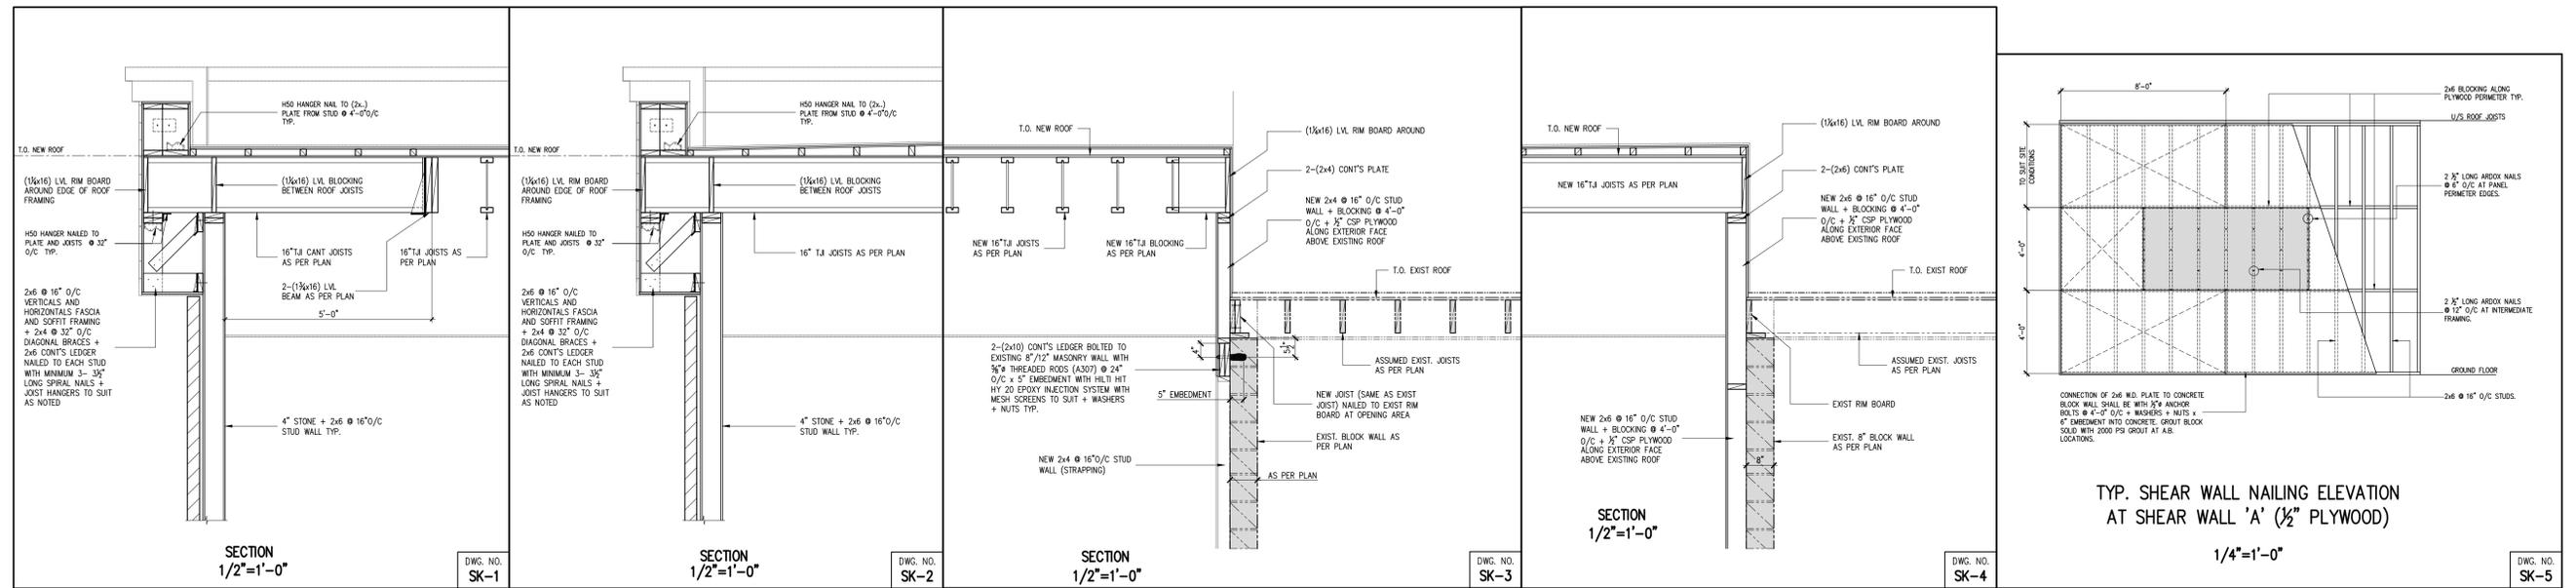 H50 HANGER NAIL TO (2x..)
PLATE FROM STUD @ 4'-0"O/C
TYP.
T.O. NEW ROOF
(1¾x16) LVL RIM BOARD
AROUND EDGE OF ROOF
FRAMING
(1¾x16) LVL BLOCKING
BETWEEN ROOF JOISTS
H50 HANGER NAILED TO
PLATE AND JOISTS @ 32"
O/C TYP.
16"TJI CANT JOISTS
AS PER PLAN
16"TJI JOISTS AS
PER PLAN
2-(1¾x16) LVL
BEAM AS PER PLAN
5'-0"
2x6 @ 16" O/C
VERTICALS AND
HORIZONTALS FASCIA
AND SOFFIT FRAMING
+ 2x4 @ 32" O/C
DIAGONAL BRACES +
2x6 CONT'S LEDGER
NAILED TO EACH STUD
WITH MINIMUM 3- 3½"
LONG SPIRAL NAILS +
JOIST HANGERS TO SUIT
AS NOTED
4" STONE + 2x6 @ 16"O/C
STUD WALL TYP.
SECTION
1/2"=1'-0"
DWG. NO.
SK-1
H50 HANGER NAIL TO (2x..)
PLATE FROM STUD @ 4'-0"O/C
TYP.
T.O. NEW ROOF
(1¾x16) LVL RIM BOARD
AROUND EDGE OF ROOF
FRAMING
(1¾x16) LVL BLOCKING
BETWEEN ROOF JOISTS
H50 HANGER NAILED TO
PLATE AND JOISTS @ 32"
O/C TYP.
16" TJI JOISTS AS PER PLAN
2x6 @ 16" O/C
VERTICALS AND
HORIZONTALS FASCIA
AND SOFFIT FRAMING
+ 2x4 @ 32" O/C
DIAGONAL BRACES +
2x6 CONT'S LEDGER
NAILED TO EACH STUD
WITH MINIMUM 3- 3½"
LONG SPIRAL NAILS +
JOIST HANGERS TO SUIT
AS NOTED
4" STONE + 2x6 @ 16"O/C
STUD WALL TYP.
SECTION
1/2"=1'-0"
DWG. NO.
SK-2
T.O. NEW ROOF
(1¾x16) LVL RIM BOARD AROUND
2-(2x4) CONT'S PLATE
NEW 2x4 @ 16" O/C STUD
WALL + BLOCKING @ 4'-0"
O/C + ½" CSP PLYWOOD
ALONG EXTERIOR FACE
ABOVE EXISTING ROOF
NEW 16"TJI JOISTS
AS PER PLAN
NEW 16"TJI BLOCKING
AS PER PLAN
T.O. EXIST ROOF
2-(2x10) CONT'S LEDGER BOLTED TO
EXISTING 8"/12" MASONRY WALL WITH
⅝"ø THREADED RODS (A307) @ 24"
O/C x 5" EMBEDMENT WITH HILTI HIT
HY 20 EPOXY INJECTION SYSTEM WITH
MESH SCREENS TO SUIT + WASHERS
+ NUTS TYP.
4"
5½"
5" EMBEDMENT
ASSUMED EXIST. JOISTS
AS PER PLAN
NEW JOIST (SAME AS EXIST
JOIST) NAILED TO EXIST RIM
BOARD AT OPENING AREA
EXIST. BLOCK WALL AS
PER PLAN
NEW 2x4 @ 16"O/C STUD
WALL (STRAPPING)
AS PER PLAN
SECTION
1/2"=1'-0"
DWG. NO.
SK-3
T.O. NEW ROOF
(1¾x16) LVL RIM BOARD AROUND
2-(2x6) CONT'S PLATE
NEW 16"TJI JOISTS AS PER PLAN
NEW 2x6 @ 16" O/C STUD
WALL + BLOCKING @ 4'-0"
O/C + ½" CSP PLYWOOD
ALONG EXTERIOR FACE
ABOVE EXISTING ROOF
T.O. EXIST ROOF
ASSUMED EXIST. JOISTS
AS PER PLAN
EXIST RIM BOARD
NEW 2x6 @ 16" O/C STUD
WALL + BLOCKING @ 4'-0"
O/C + ½" CSP PLYWOOD
ALONG EXTERIOR FACE
ABOVE EXISTING ROOF
EXIST. 8" BLOCK WALL
AS PER PLAN
8"
SECTION
1/2"=1'-0"
DWG. NO.
SK-4
8'-0"
2x6 BLOCKING ALONG
PLYWOOD PERIMETER TYP.
U/S ROOF JOISTS
TO SUIT SITE
CONDITIONS
2 ½" LONG ARDOX NAILS
@ 6" O/C AT PANEL
PERIMETER EDGES.
4'-0"
2 ½" LONG ARDOX NAILS
@ 12" O/C AT INTERMEDIATE
FRAMING.
4'-0"
GROUND FLOOR
CONNECTION OF 2x6 W.D. PLATE TO CONCRETE
BLOCK WALL SHALL BE WITH ½"ø ANCHOR
BOLTS @ 4'-0" O/C + WASHERS + NUTS x
6" EMBEDMENT INTO CONCRETE. GROUT BLOCK
SOLID WITH 2000 PSI GROUT AT A.B.
LOCATIONS.
2x6 @ 16" O/C STUDS.
TYP. SHEAR WALL NAILING ELEVATION
AT SHEAR WALL 'A' (½" PLYWOOD)
1/4"=1'-0"
DWG. NO.
SK-5